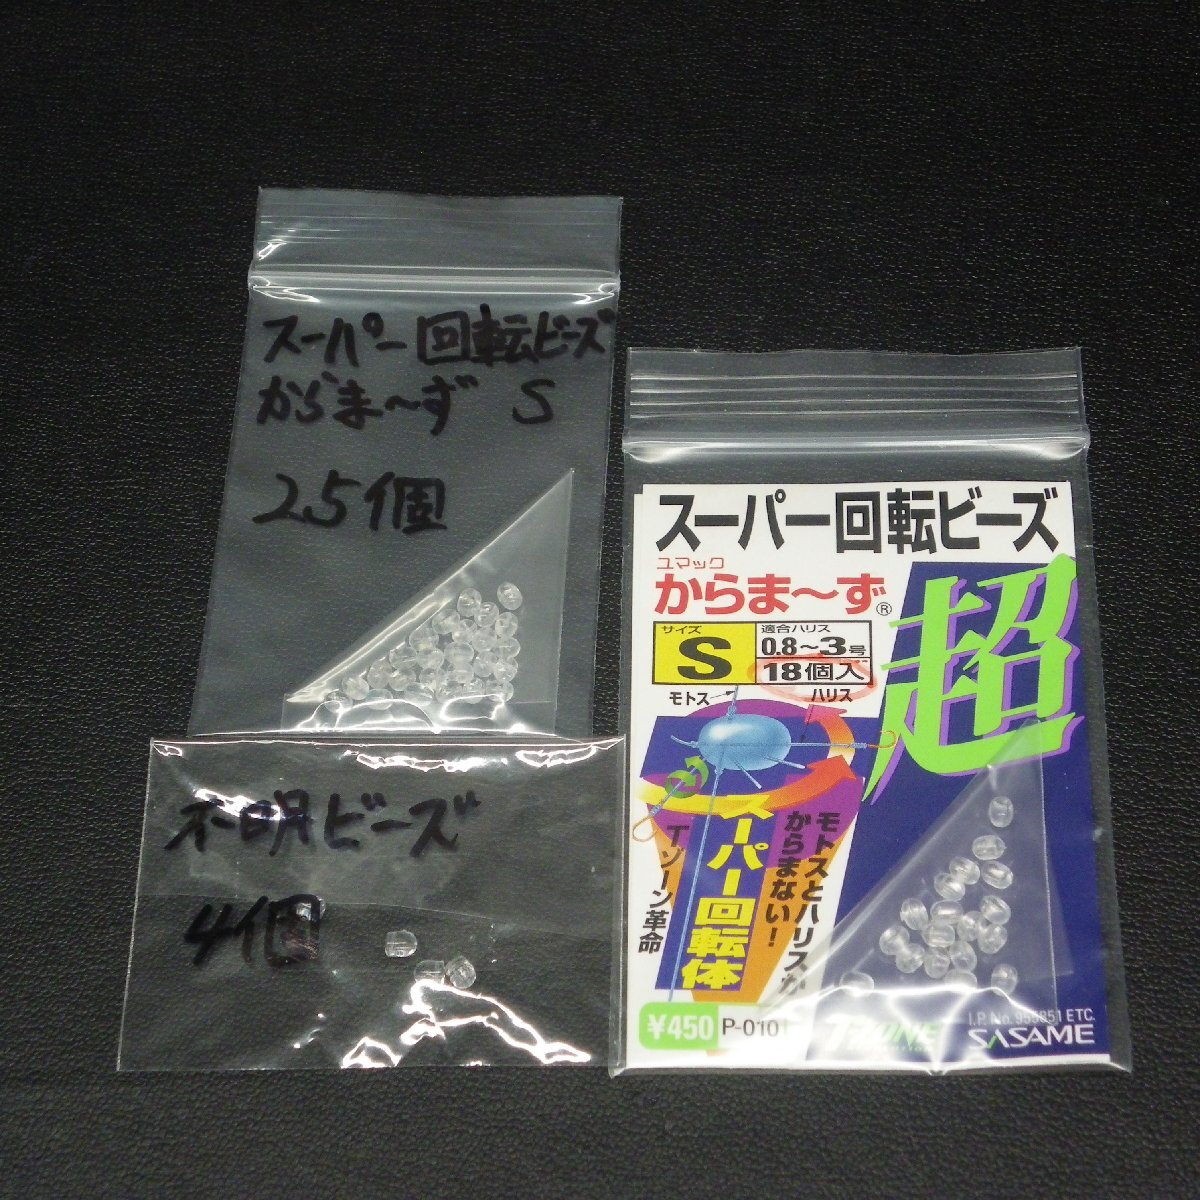 スーパー回転ビーズ
からま〜ず S
25個
不明ビーズ
4個
スーパー回転ビーズ
ユマック
からま〜ず®
超
サイズ
S
適合ハリス
0.8〜3号
18個入
モトス
ハリス
モトスとハリスが
からまない!
スーパー回転体
Tゾーン革命
¥450 P-0101
I.P. No. 955851 ETC.
SASAME